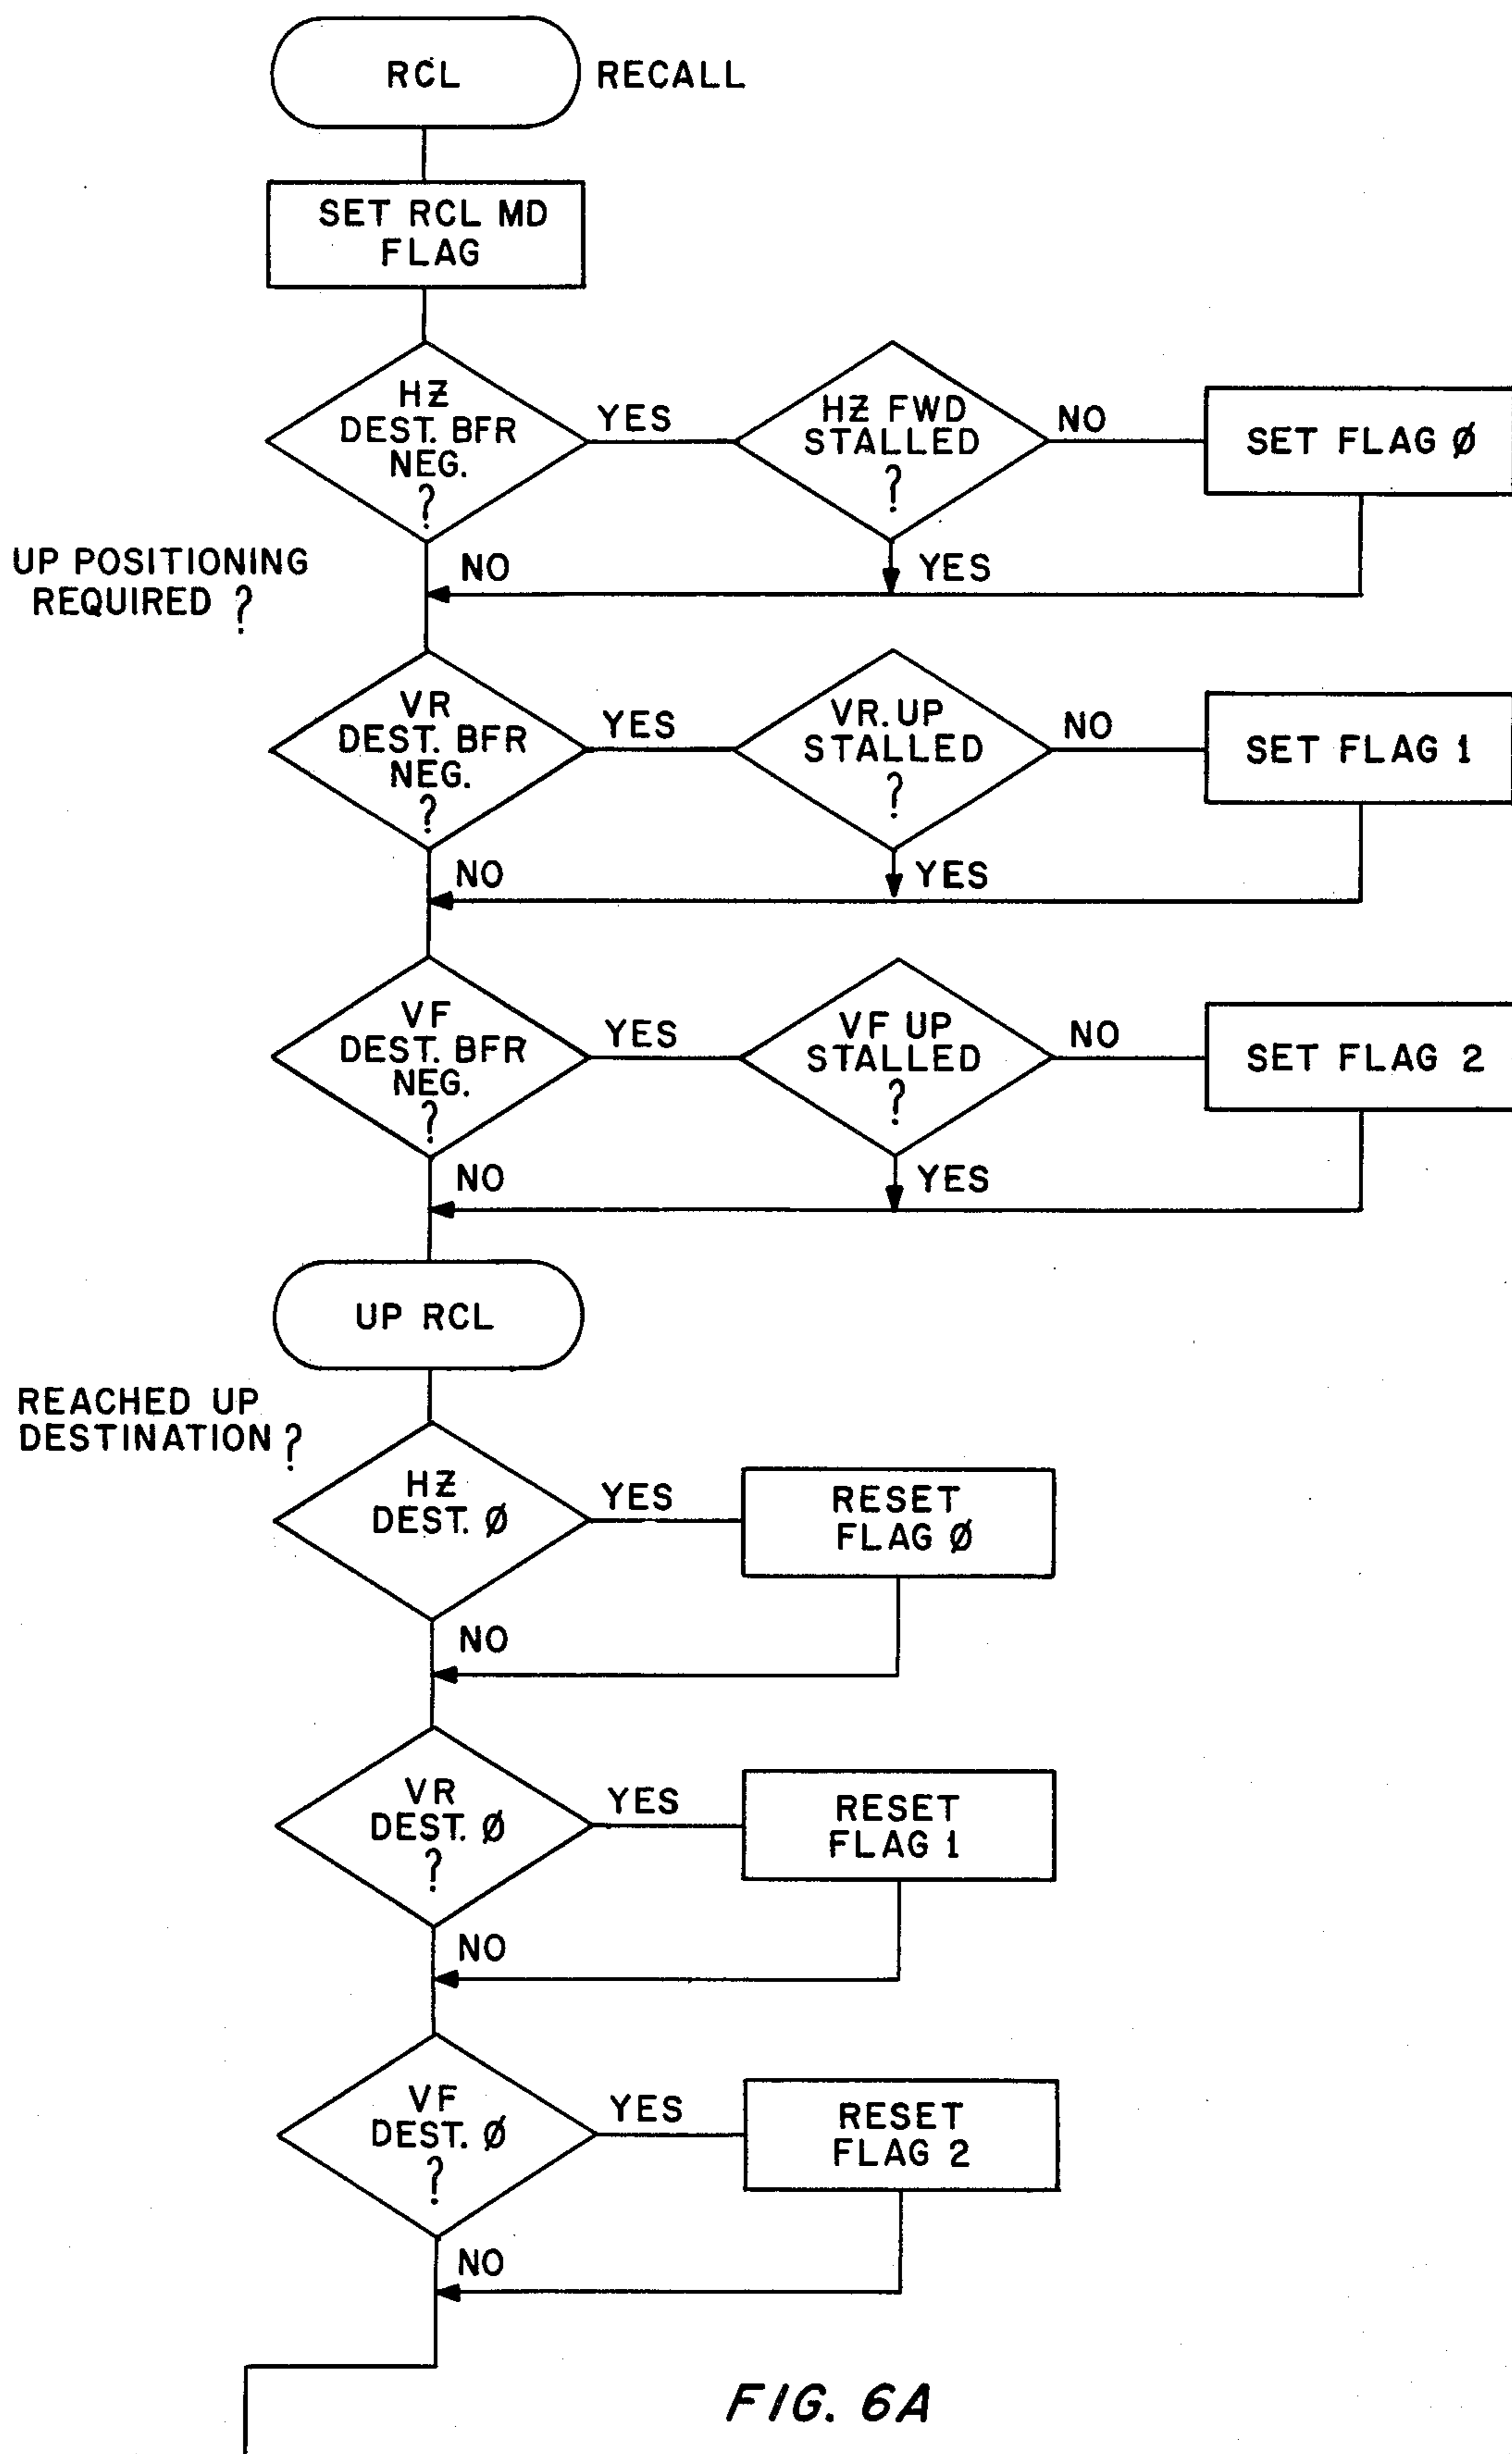 RCL
RECALL
SET RCL MD
FLAG
HZ
DEST. BFR
NEG.
?
YES
HZ FWD
STALLED
?
NO
SET FLAG Ø
UP POSITIONING
REQUIRED ?
NO
YES
VR
DEST. BFR
NEG.
?
YES
VR. UP
STALLED
?
NO
SET FLAG 1
NO
YES
VF
DEST. BFR
NEG.
?
YES
VF UP
STALLED
?
NO
SET FLAG 2
NO
YES
UP RCL
REACHED UP
DESTINATION ?
HZ
DEST. Ø
YES
RESET
FLAG Ø
NO
VR
DEST. Ø
?
YES
RESET
FLAG 1
NO
VF
DEST. Ø
?
YES
RESET
FLAG 2
NO
FIG. 6A